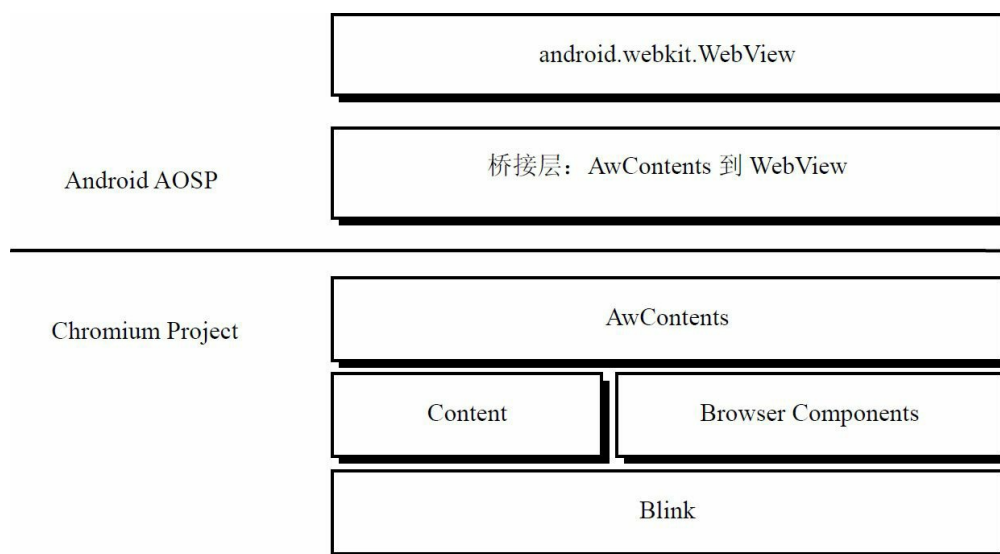 android.webkit.WebView
桥接层：AwContents 到 WebView
Android AOSP
AwContents
Chromium Project
Content
Browser Components
Blink